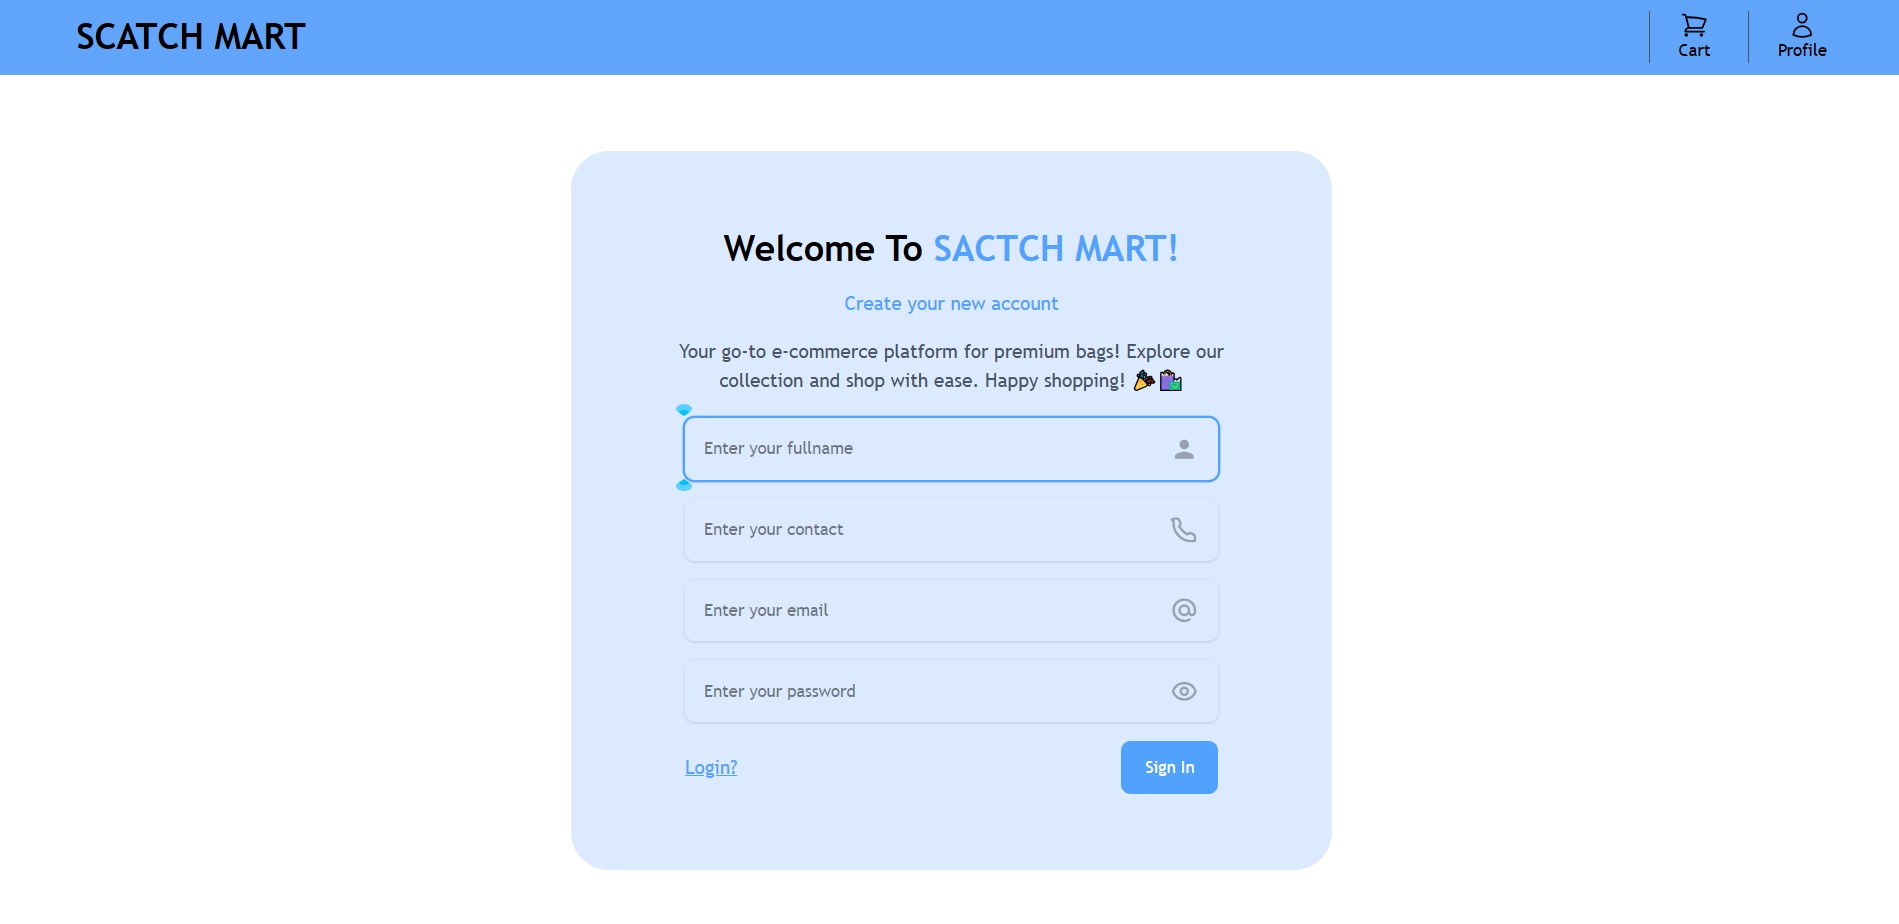 SCATCH MART
Cart
Profile
Welcome To SACTCH MART!
Create your new account
Your go-to e-commerce platform for premium bags! Explore our
collection and shop with ease. Happy shopping! 🎉🛍️
Enter your fullname
Enter your contact
Enter your email
Enter your password
Login?
Sign In